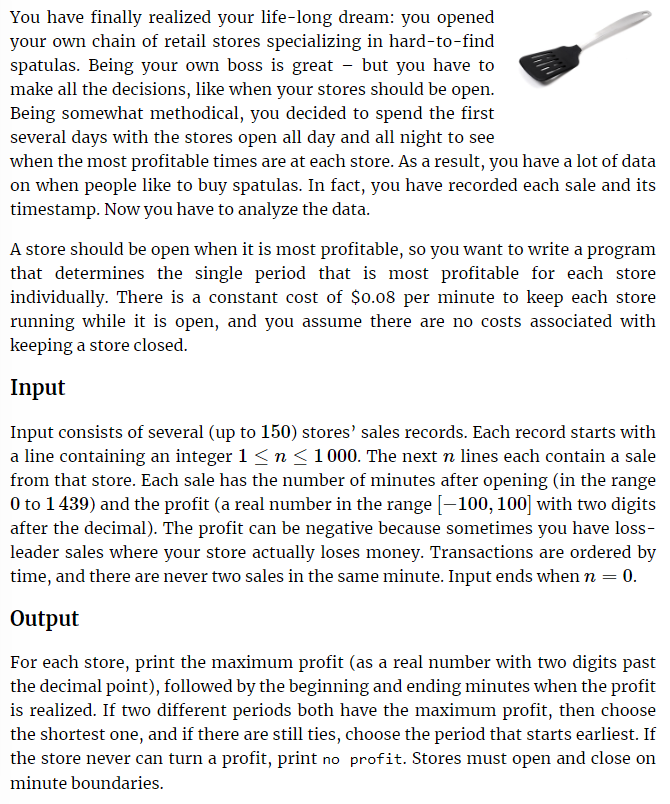 You have finally realized your life-long dream: you opened
your own chain of retail stores specializing in hard-to-find
spatulas. Being your own boss is great – but you have to
make all the decisions, like when your stores should be open.
Being somewhat methodical, you decided to spend the first
several days with the stores open all day and all night to see
when the most profitable times are at each store. As a result, you have a lot of data
on when people like to buy spatulas. In fact, you have recorded each sale and its
timestamp. Now you have to analyze the data.
A store should be open when it is most profitable, so you want to write a program
that determines the single period that is most profitable for each store
individually. There is a constant cost of $0.08 per minute to keep each store
running while it is open, and you assume there are no costs associated with
keeping a store closed.
Input
Input consists of several (up to 150) stores’ sales records. Each record starts with
a line containing an integer 1 ≤ n ≤ 1 000. The next n lines each contain a sale
from that store. Each sale has the number of minutes after opening (in the range
0 to 1 439) and the profit (a real number in the range [−100, 100] with two digits
after the decimal). The profit can be negative because sometimes you have loss-
leader sales where your store actually loses money. Transactions are ordered by
time, and there are never two sales in the same minute. Input ends when n = 0.
Output
For each store, print the maximum profit (as a real number with two digits past
the decimal point), followed by the beginning and ending minutes when the profit
is realized. If two different periods both have the maximum profit, then choose
the shortest one, and if there are still ties, choose the period that starts earliest. If
the store never can turn a profit, print no profit. Stores must open and close on
minute boundaries.